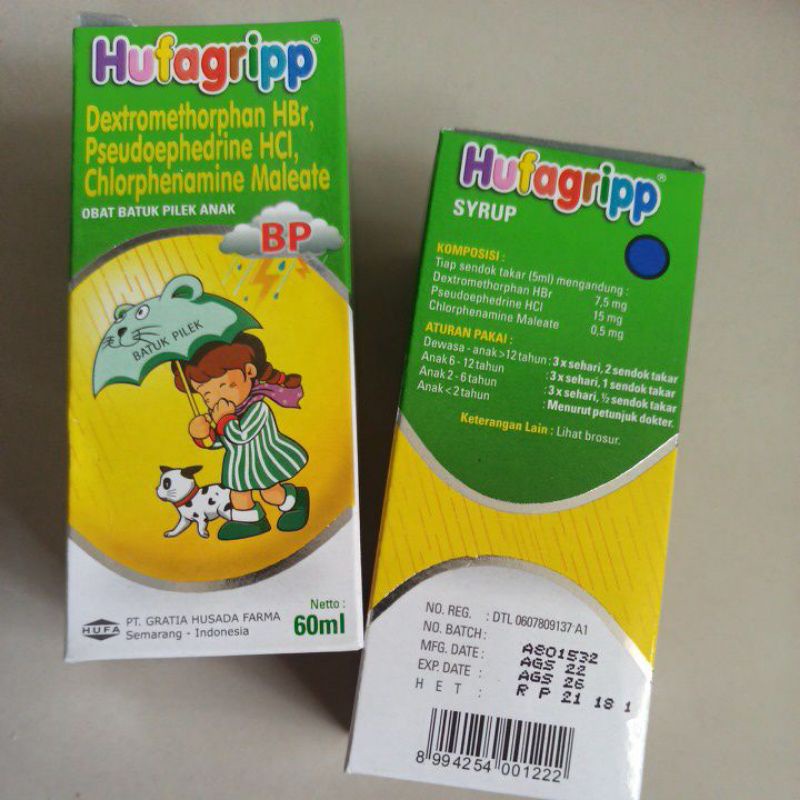 Hufagripp®
Dextromethorphan HBr,
Pseudoephedrine HCl,
Chlorphenamine Maleate
OBAT BATUK PILEK ANAK
BP
BATUK PILEK
HUFA
PT. GRATIA HUSADA FARMA
Semarang - Indonesia
Netto :
60ml
Hufagripp®
SYRUP
KOMPOSISI :
Tiap sendok takar (5ml) mengandung :
Dextromethorphan HBr 7,5 mg
Pseudoephedrine HCl 15 mg
Chlorphenamine Maleate 0,5 mg
ATURAN PAKAI :
Dewasa - anak >12 tahun : 3 x sehari, 2 sendok takar
Anak 6 - 12 tahun : 3 x sehari, 1 sendok takar
Anak 2 - 6 tahun : 3 x sehari, ½ sendok takar
Anak < 2 tahun : Menurut petunjuk dokter.
Keterangan Lain : Lihat brosur.
NO. REG. : DTL 0607809137 A1
NO. BATCH : A801532
MFG. DATE : AGS 22
EXP. DATE : AGS 26
H E T : R P 21 18 1
8 994254 001222